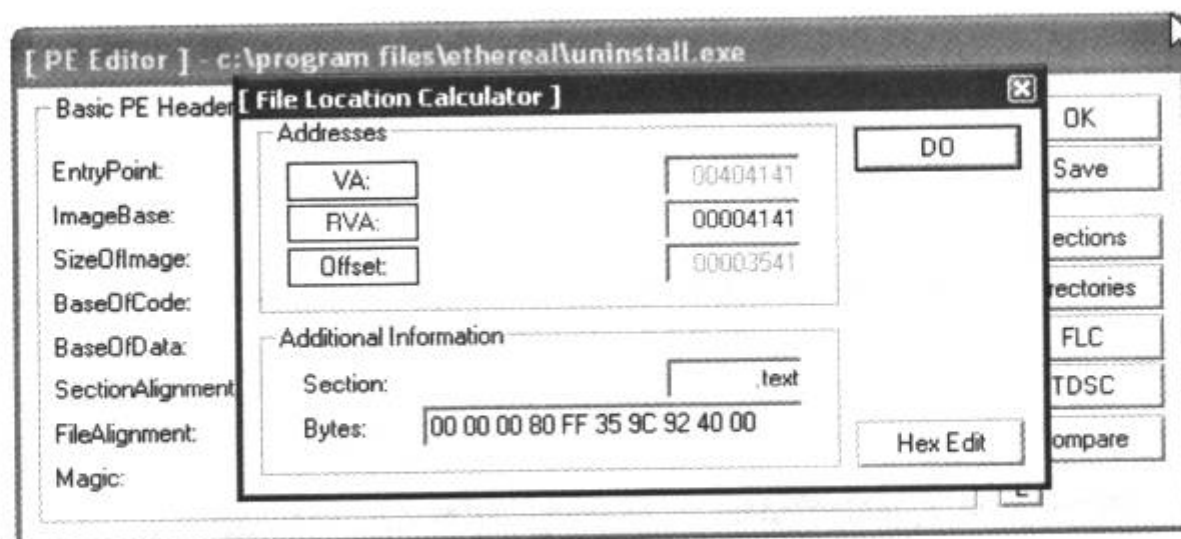 [ PE Editor ] - c:\program files\ethereal\uninstall.exe
[ File Location Calculator ]
Basic PE Header
Addresses
DO
OK
EntryPoint:
VA:
00404141
Save
ImageBase:
RVA:
00004141
SizeOfImage:
Offset:
00003541
ections
BaseOfCode:
rectories
BaseOfData:
Additional Information
FLC
SectionAlignment
Section:
.text
TDSC
FileAlignment:
Bytes:
00 00 00 80 FF 35 9C 92 40 00
Hex Edit
ompare
Magic:
L